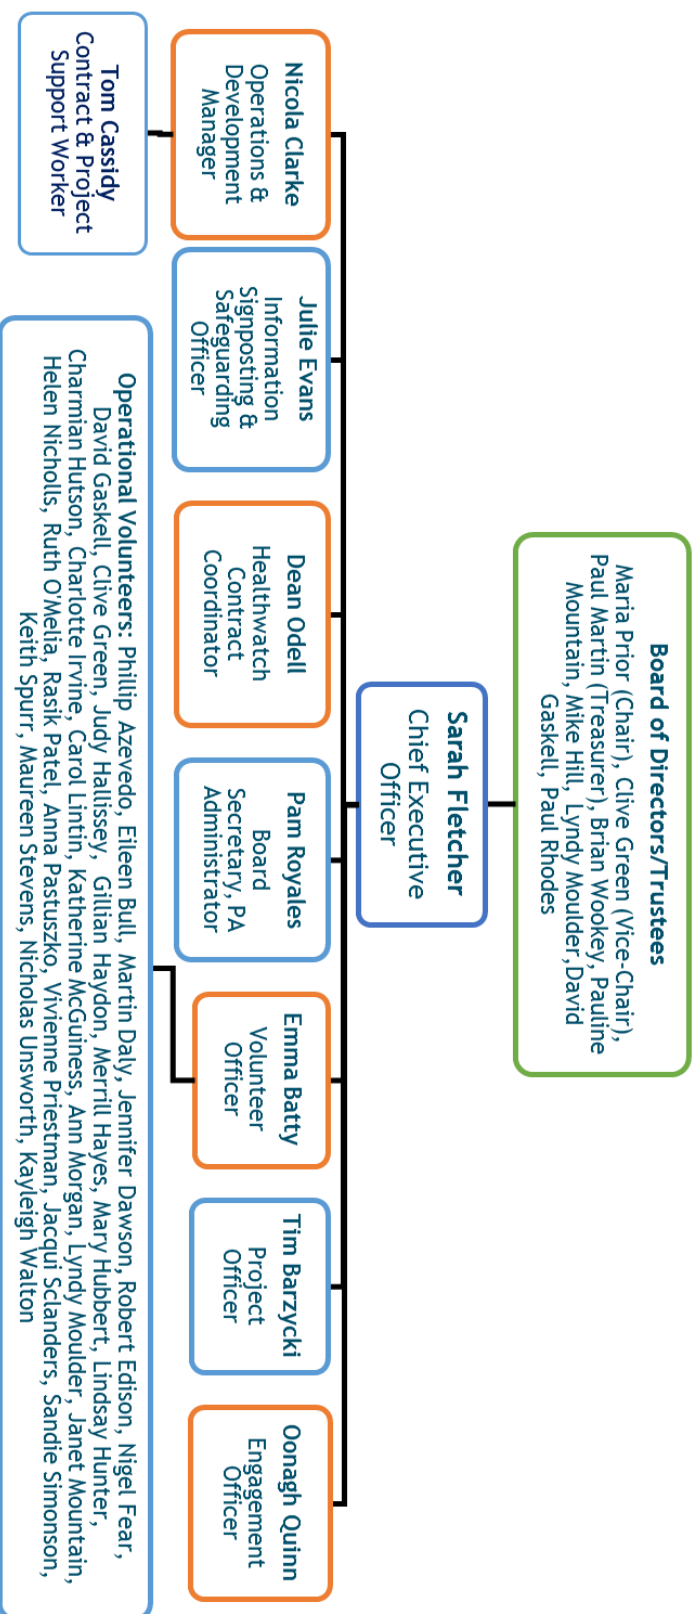 Board of Directors/Trustees
Maria Prior (Chair), Clive Green (Vice-Chair),
Paul Martin (Treasurer), Brian Wookey, Pauline
Mountain, Mike Hill, Lyndy Moulder,David
Gaskell, Paul Rhodes
Sarah Fletcher
Chief Executive
Officer
Nicola Clarke
Operations &
Development
Manager
Julie Evans
Information
Signposting &
Safeguarding
Officer
Dean Odell
Healthwatch
Contract
Coordinator
Pam Royales
Board
Secretary, PA
Administrator
Emma Batty
Volunteer
Officer
Tim Barzycki
Project
Officer
Oonagh Quinn
Engagement
Officer
Tom Cassidy
Contract & Project
Support Worker
Operational Volunteers: Phillip Azevedo, Eileen Bull, Martin Daly, Jennifer Dawson, Robert Edison, Nigel Fear,
David Gaskell, Clive Green, Judy Hallissey, Gillian Haydon, Merrill Hayes, Mary Hubbert, Lindsay Hunter,
Charmian Hutson, Charlotte Irvine, Carol Lintin, Katherine McGuiness, Ann Morgan, Lyndy Moulder, Janet Mountain,
Helen Nicholls, Ruth O'Melia, Rasik Patel, Anna Pastuszko, Vivienne Priestman, Jacqui Sclanders, Sandie Simonson,
Keith Spurr, Maureen Stevens, Nicholas Unsworth, Kayleigh Walton